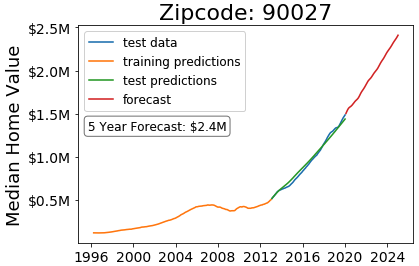 Zipcode: 90027
Median Home Value
$2.5M
$2.0M
$1.5M
$1.0M
$0.5M
test data
training predictions
test predictions
forecast
5 Year Forecast: $2.4M
1996 2000 2004 2008 2012 2016 2020 2024